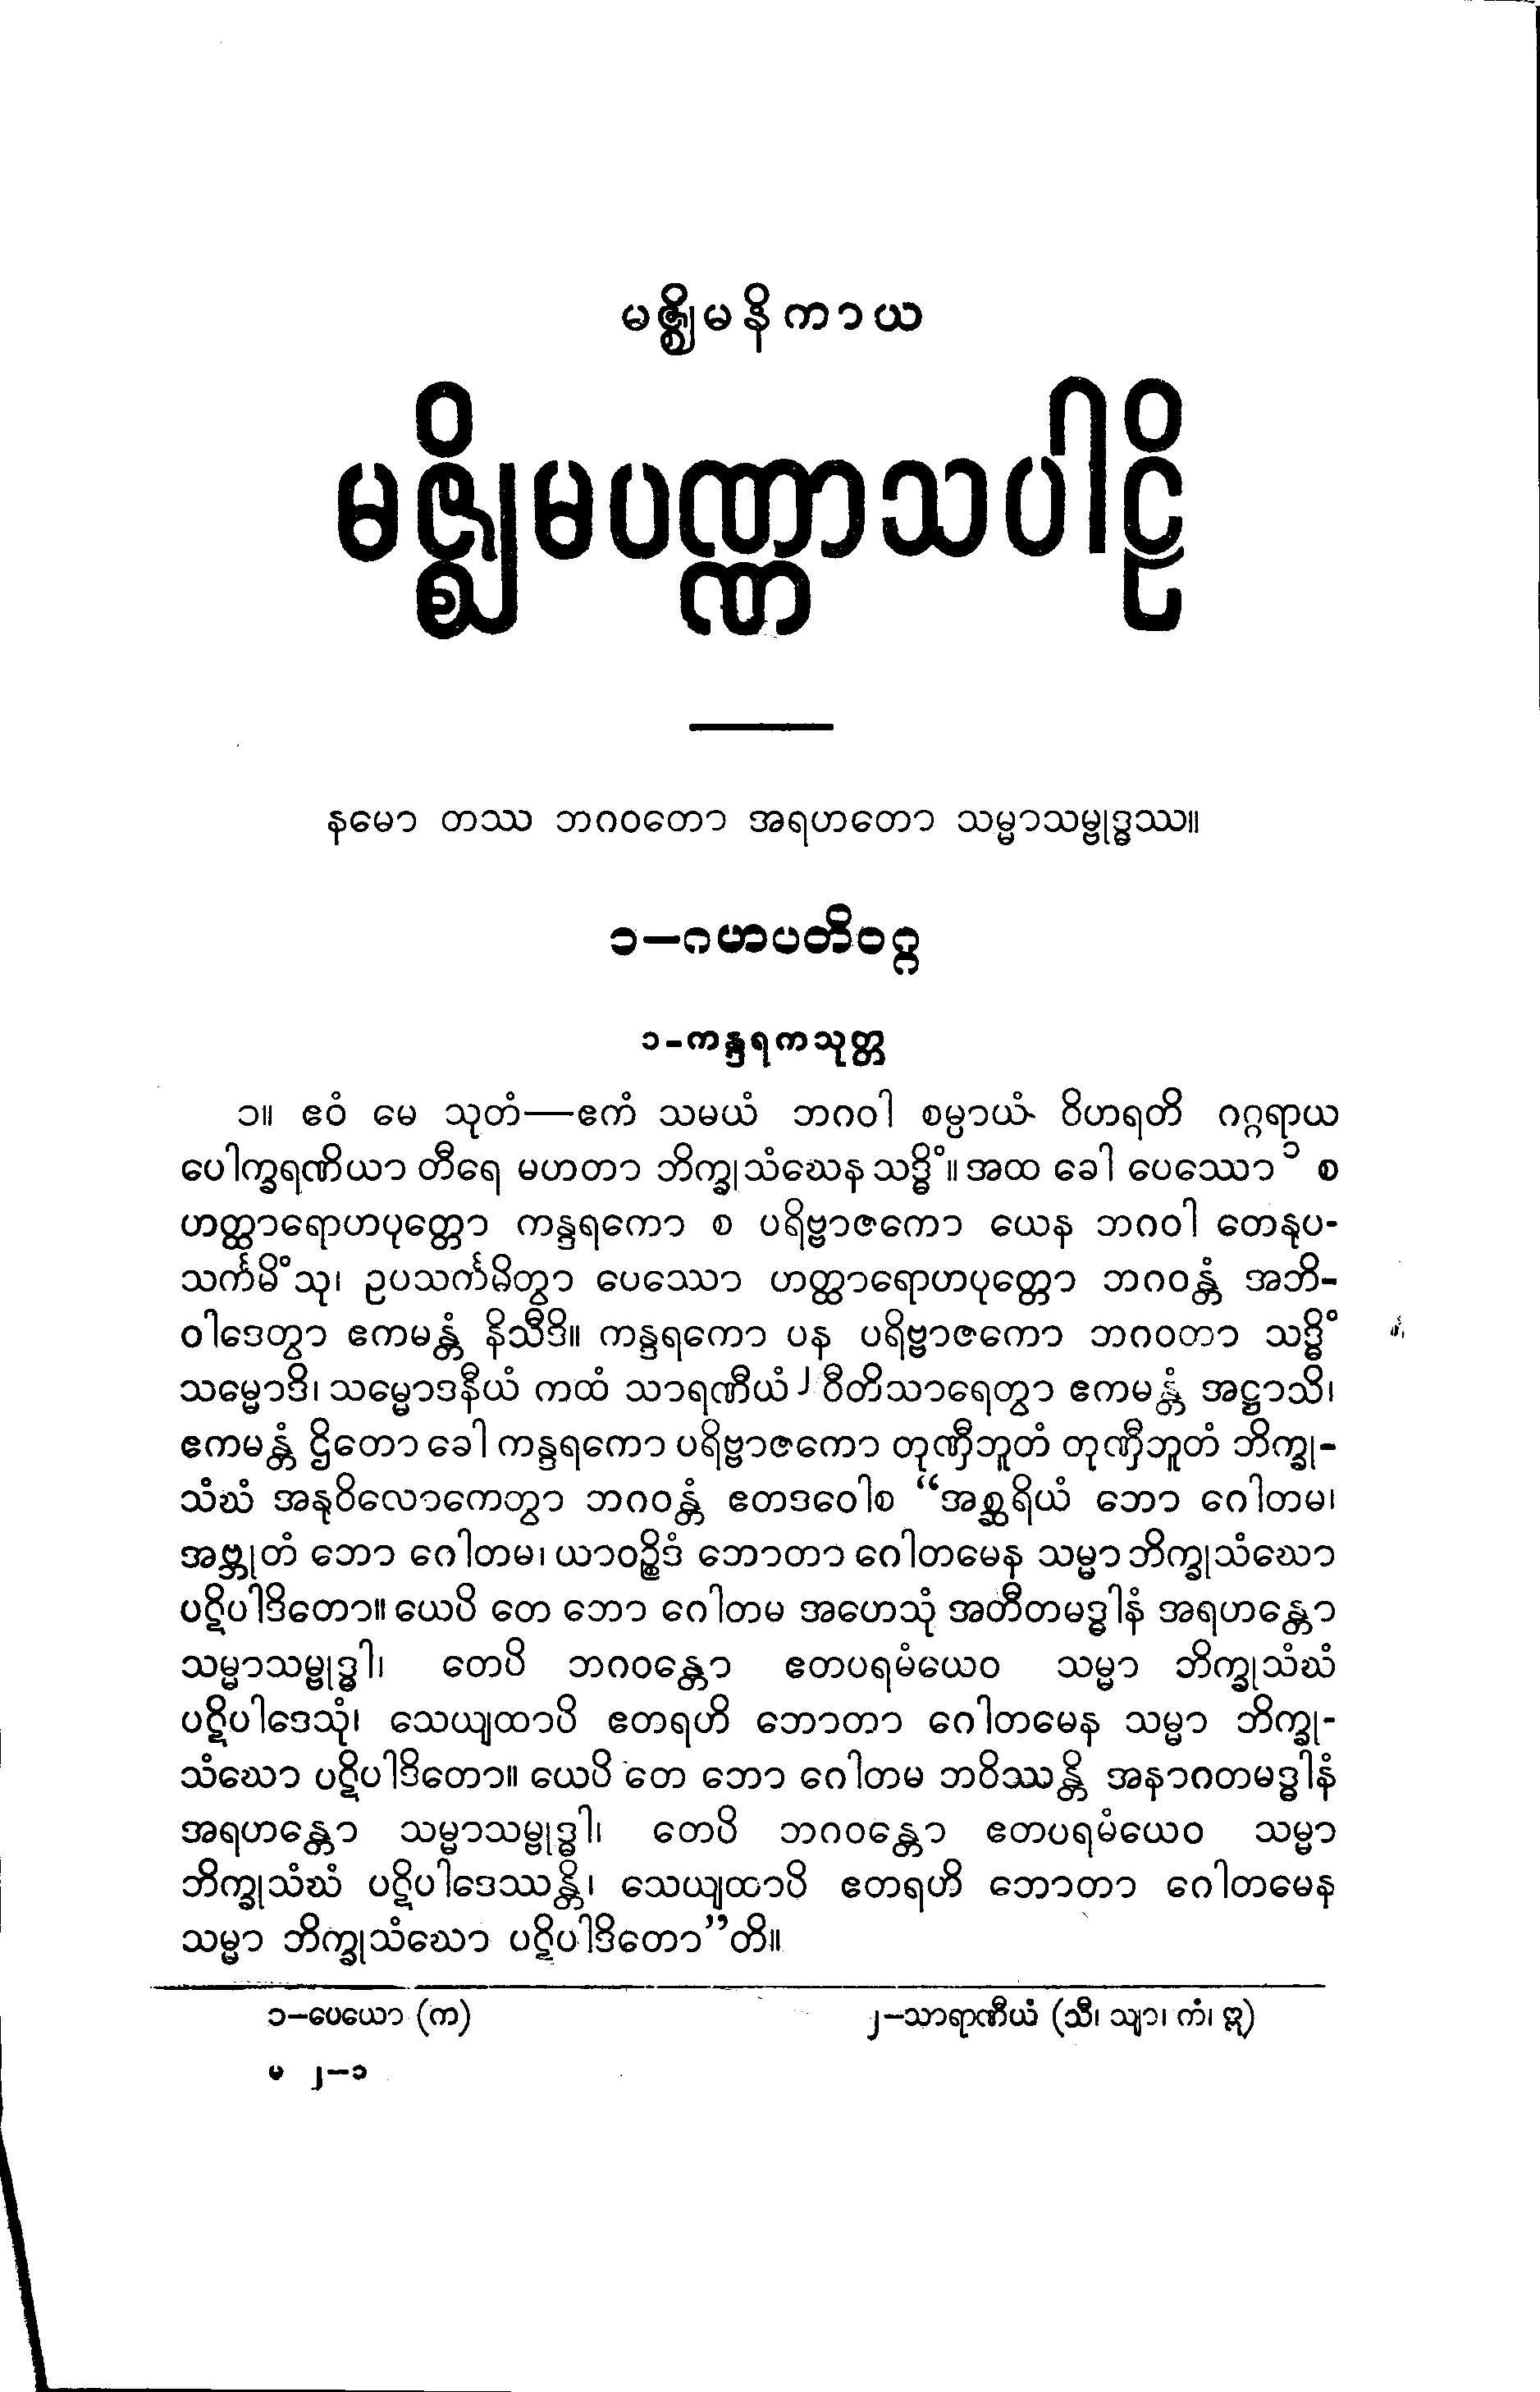 မဇ္ဈိမနိကာယ
မဇ္ဈိမပဏ္ဏာသပါဠိ
နမော တဿ ဘဂဝတော အရဟတော သမ္မာသမ္ဗုဒ္ဓဿ။
၁—ဂဟပတိဝဂ္ဂ
၁-ကန္ဒရကသုတ္တ
၁။ ဧဝံ မေ သုတံ—ဧကံ သမယံ ဘဂဝါ စမ္ပာယံ ဝိဟရတိ ဂဂ္ဂရာယ
ပေါက္ခရဏိယာ တီရေ မဟတာ ဘိက္ခုသံဃေန သဒ္ဓိံ။ အထ ခေါ ပေဿော ၁ စ
ဟတ္ထာရောဟပုတ္တော ကန္ဒရကော စ ပရိဗ္ဗာဇကော ယေန ဘဂဝါ တေနုပ-
သင်္ကမိံသု၊ ဥပသင်္ကမိတွာ ပေဿော ဟတ္ထာရောဟပုတ္တော ဘဂဝန္တံ အဘိ-
ဝါဒေတွာ ဧကမန္တံ နိသီဒိ။ ကန္ဒရကော ပန ပရိဗ္ဗာဇကော ဘဂဝတာ သဒ္ဓိံ
သမ္မောဒိ၊ သမ္မောဒနီယံ ကထံ သာရဏီယံ ၂ ဝီတိသာရေတွာ ဧကမန္တံ အဋ္ဌာသိ၊
ဧကမန္တံ ဌိတော ခေါ ကန္ဒရကော ပရိဗ္ဗာဇကော တုဏှီဘူတံ တုဏှီဘူတံ ဘိက္ခု-
သံဃံ အနုဝိလောကေတွာ ဘဂဝန္တံ ဧတဒဝေါစ “အစ္ဆရိယံ ဘော ဂေါတမ၊
အဗ္ဘုတံ ဘော ဂေါတမ၊ ယာဝဉ္စိဒံ ဘောတာ ဂေါတမေန သမ္မာ ဘိက္ခုသံဃော
ပဋိပါဒိတော။ ယေပိ တေ ဘော ဂေါတမ အဟေသုံ အတီတမဒ္ဓါနံ အရဟန္တော
သမ္မာသမ္ဗုဒ္ဓါ၊ တေပိ ဘဂဝန္တော ဧတပရမံယေဝ သမ္မာ ဘိက္ခုသံဃံ
ပဋိပါဒေသုံ၊ သေယျထာပိ ဧတရဟိ ဘောတာ ဂေါတမေန သမ္မာ ဘိက္ခု-
သံဃော ပဋိပါဒိတော။ ယေပိ တေ ဘော ဂေါတမ ဘဝိဿန္တိ အနာဂတမဒ္ဓါနံ
အရဟန္တော သမ္မာသမ္ဗုဒ္ဓါ၊ တေပိ ဘဂဝန္တော ဧတပရမံယေဝ သမ္မာ
ဘိက္ခုသံဃံ ပဋိပါဒေဿန္တိ၊ သေယျထာပိ ဧတရဟိ ဘောတာ ဂေါတမေန
သမ္မာ ဘိက္ခုသံဃော ပဋိပါဒိတော”တိ။
၁—ပေယော (က) ၂—သာရာဏီယံ (သီ၊ သျာ၊ ကံ၊ ဣ)
မ ၂—၁